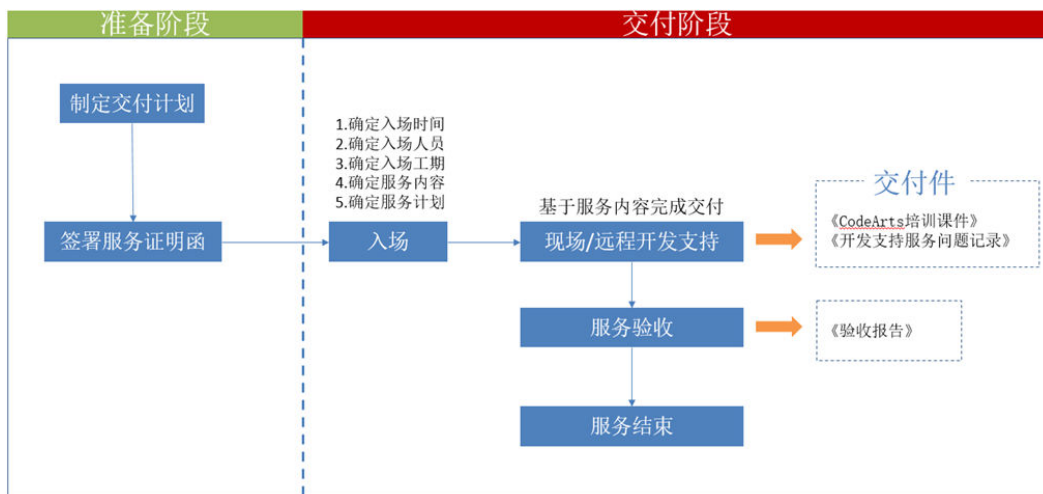 准备阶段
交付阶段
制定交付计划
签署服务证明函
1.确定入场时间
2.确定入场人员
3.确定入场工期
4.确定服务内容
5.确定服务计划
入场
基于服务内容完成交付
现场/远程开发支持
服务验收
服务结束
交付件
《CodeArts培训课件》
《开发支持服务问题记录》
《验收报告》